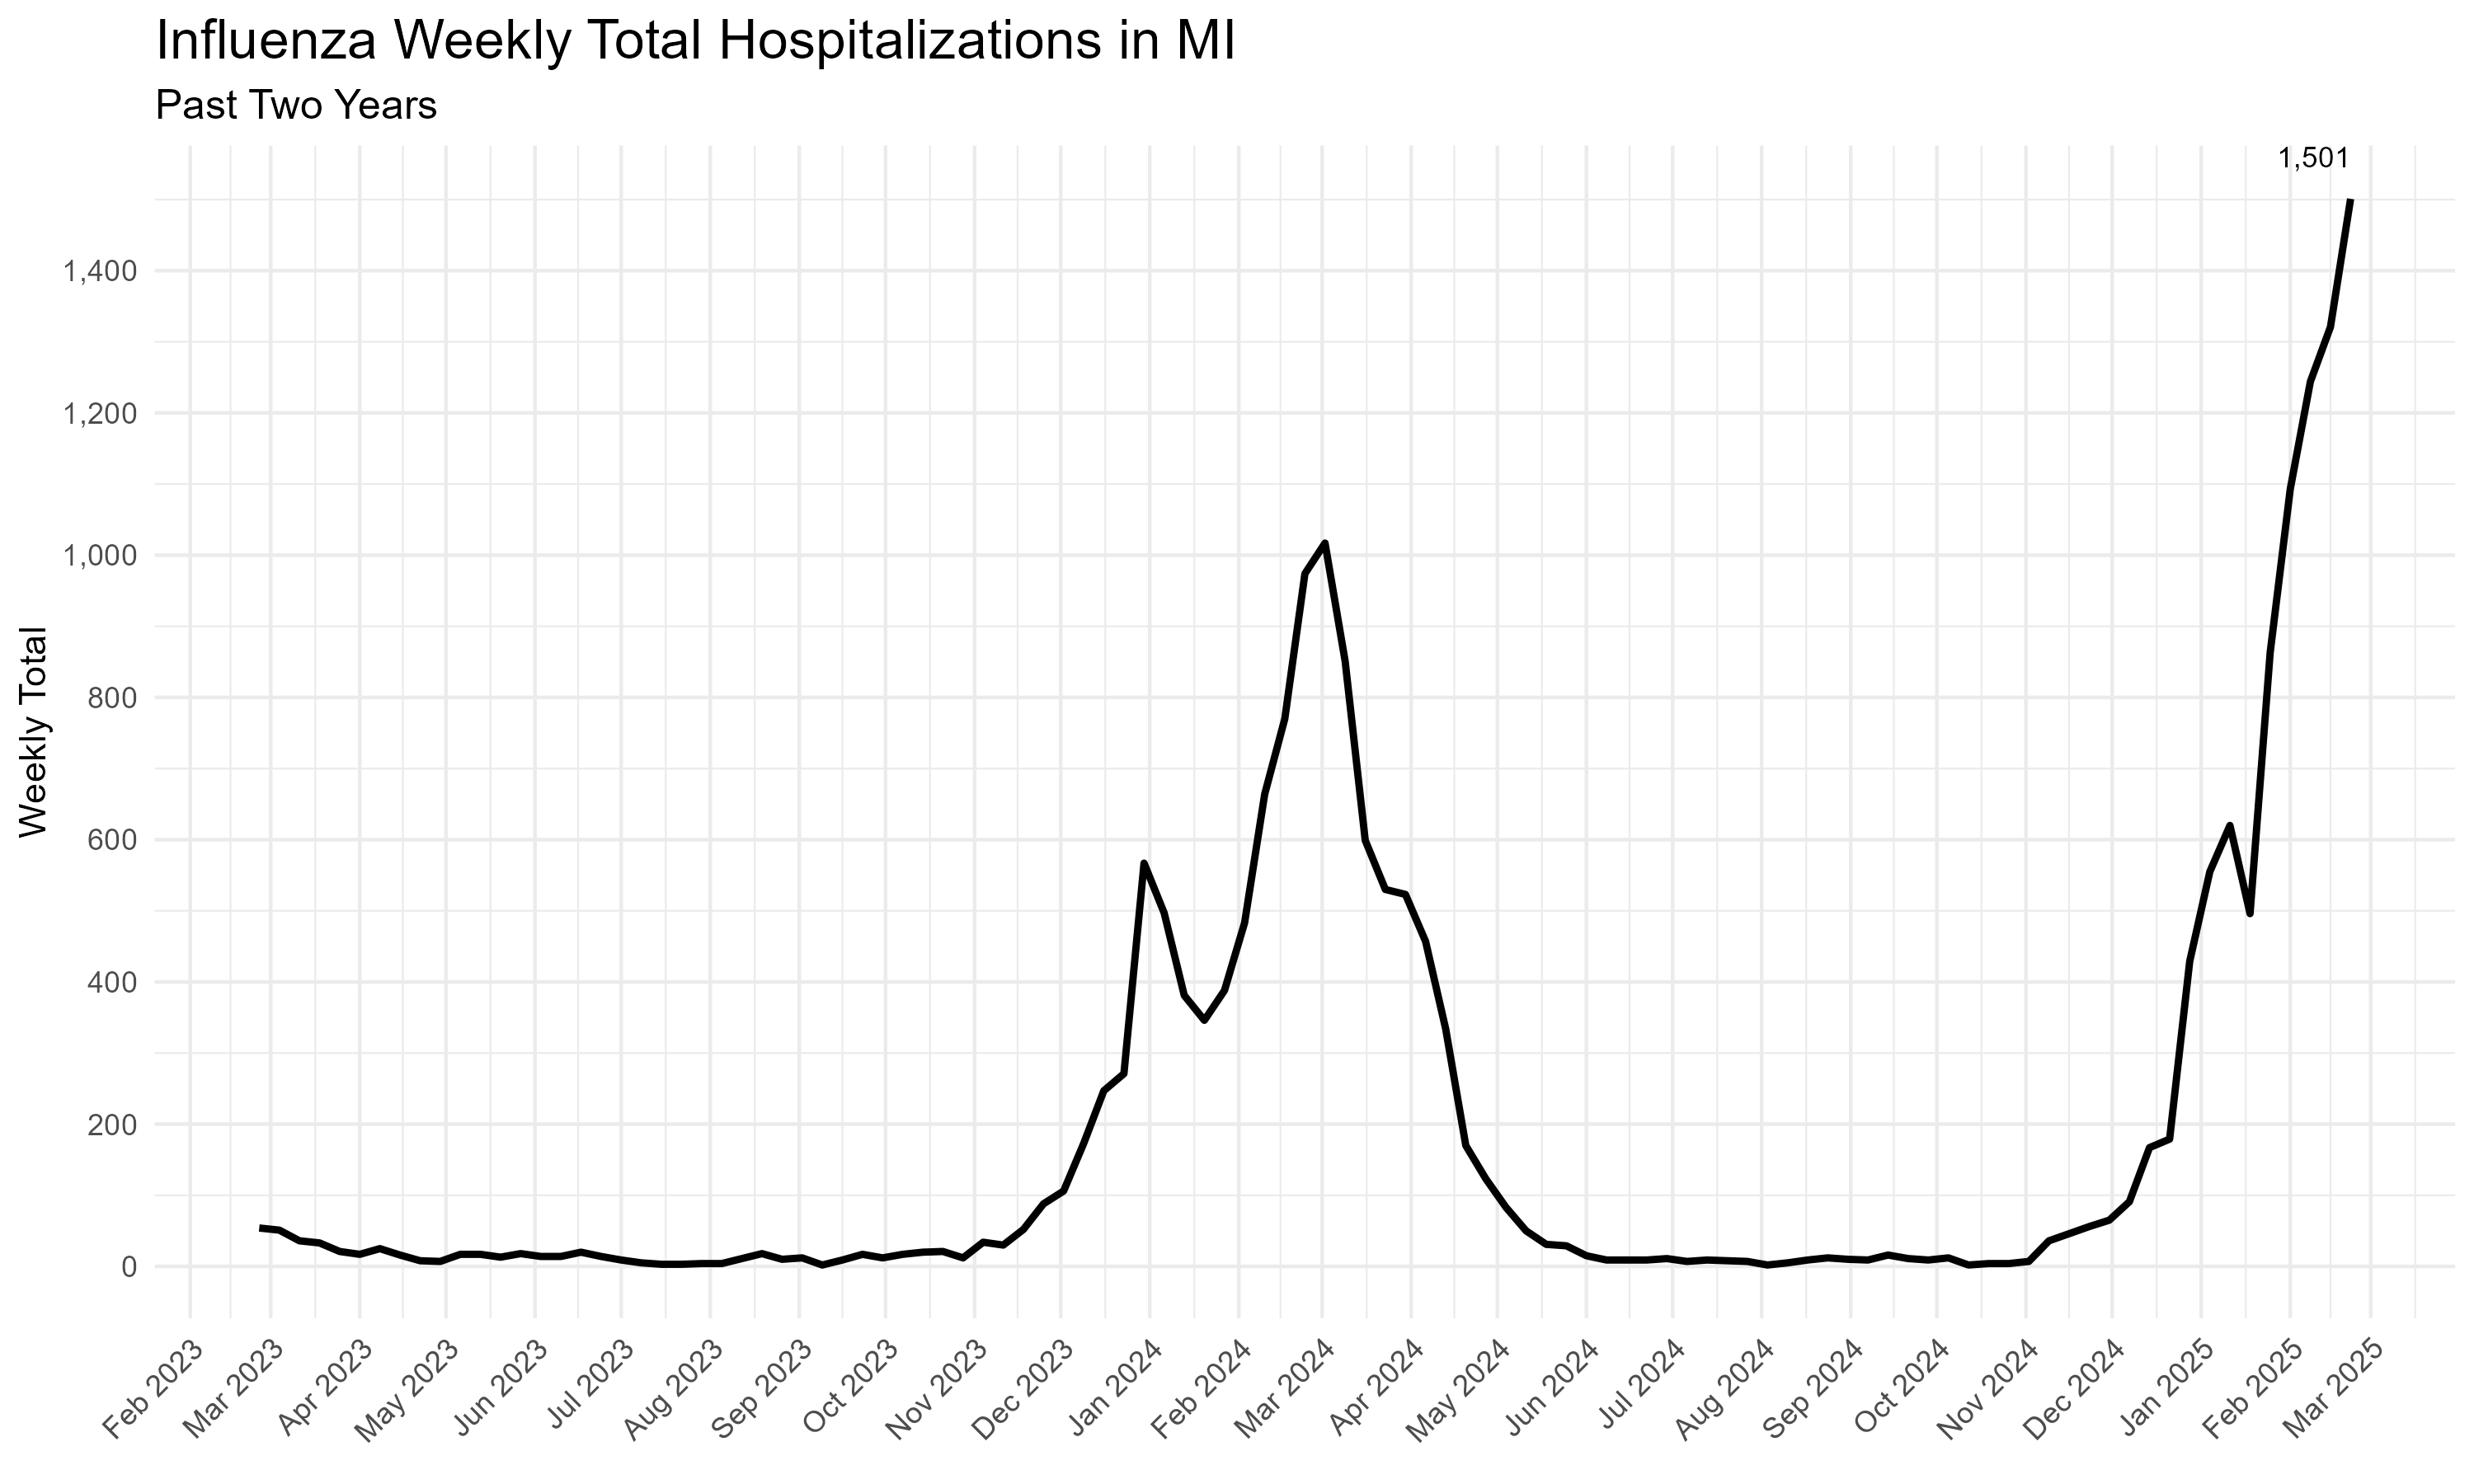 Influenza Weekly Total Hospitalizations in MI
Past Two Years
1,501
1,400
1,200
1,000
800
600
400
200
0
Weekly Total
Feb 2023
Mar 2023
Apr 2023
May 2023
Jun 2023
Jul 2023
Aug 2023
Sep 2023
Oct 2023
Nov 2023
Dec 2023
Jan 2024
Feb 2024
Mar 2024
Apr 2024
May 2024
Jun 2024
Jul 2024
Aug 2024
Sep 2024
Oct 2024
Nov 2024
Dec 2024
Jan 2025
Feb 2025
Mar 2025